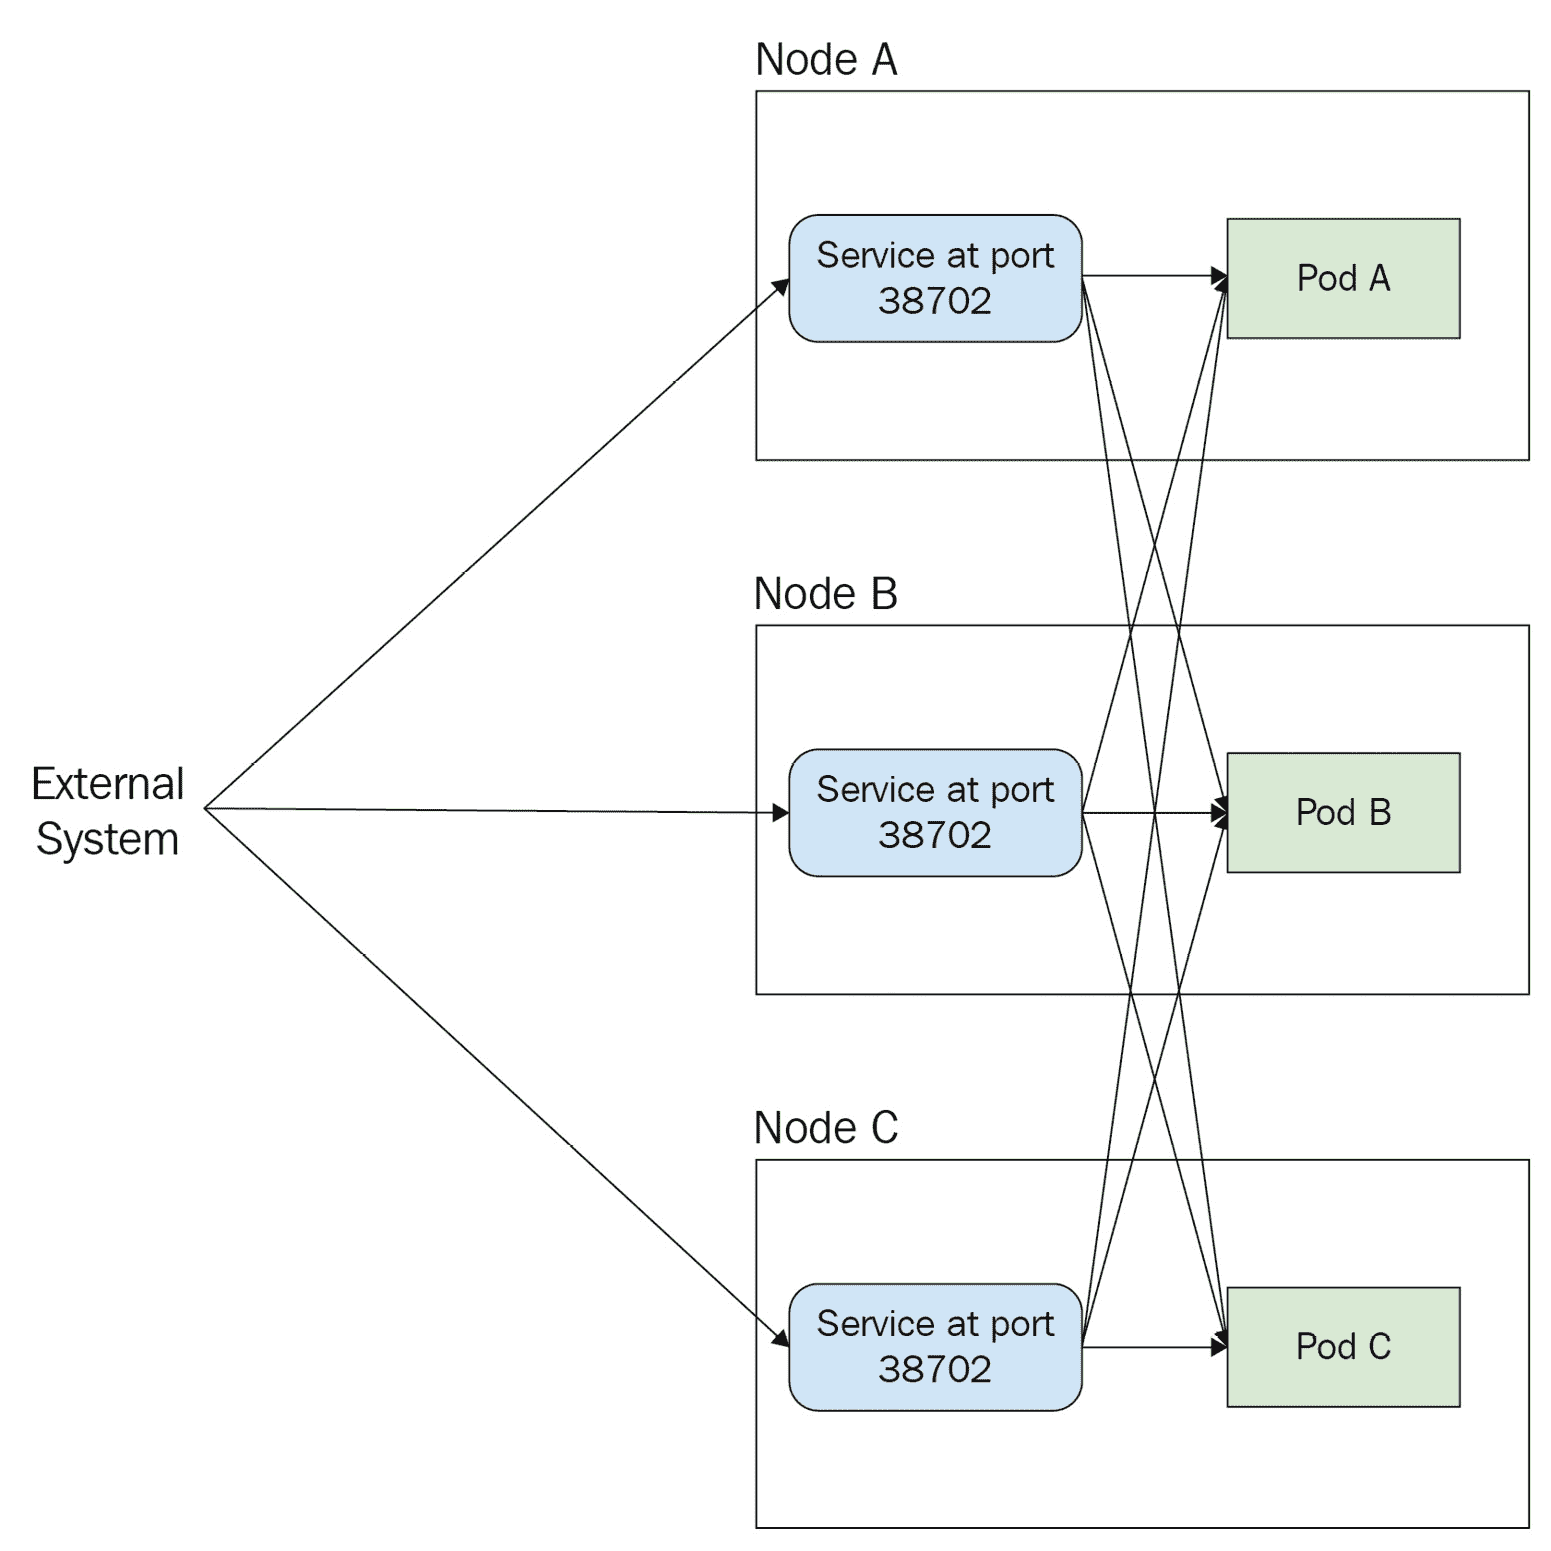 Node A
Service at port
38702
Pod A
Node B
External
System
Service at port
38702
Pod B
Node C
Service at port
38702
Pod C